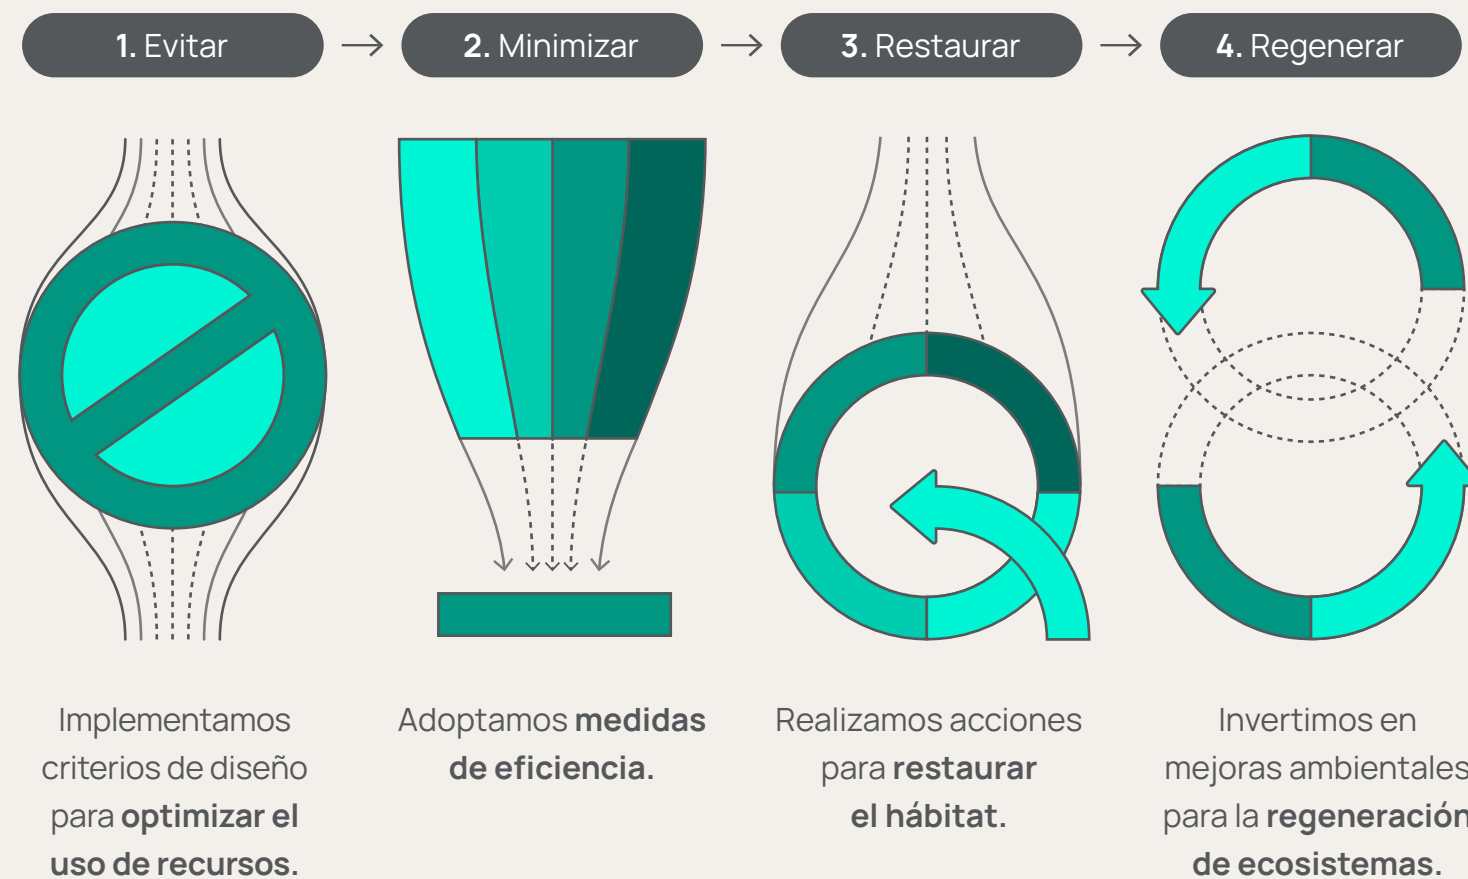 1. Evitar
2. Minimizar
3. Restaurar
4. Regenerar
Implementamos
criterios de diseño
para optimizar el
uso de recursos.
Adoptamos medidas
de eficiencia.
Realizamos acciones
para restaurar
el hábitat.
Invertimos en
mejoras ambientales
para la regeneración
de ecosistemas.